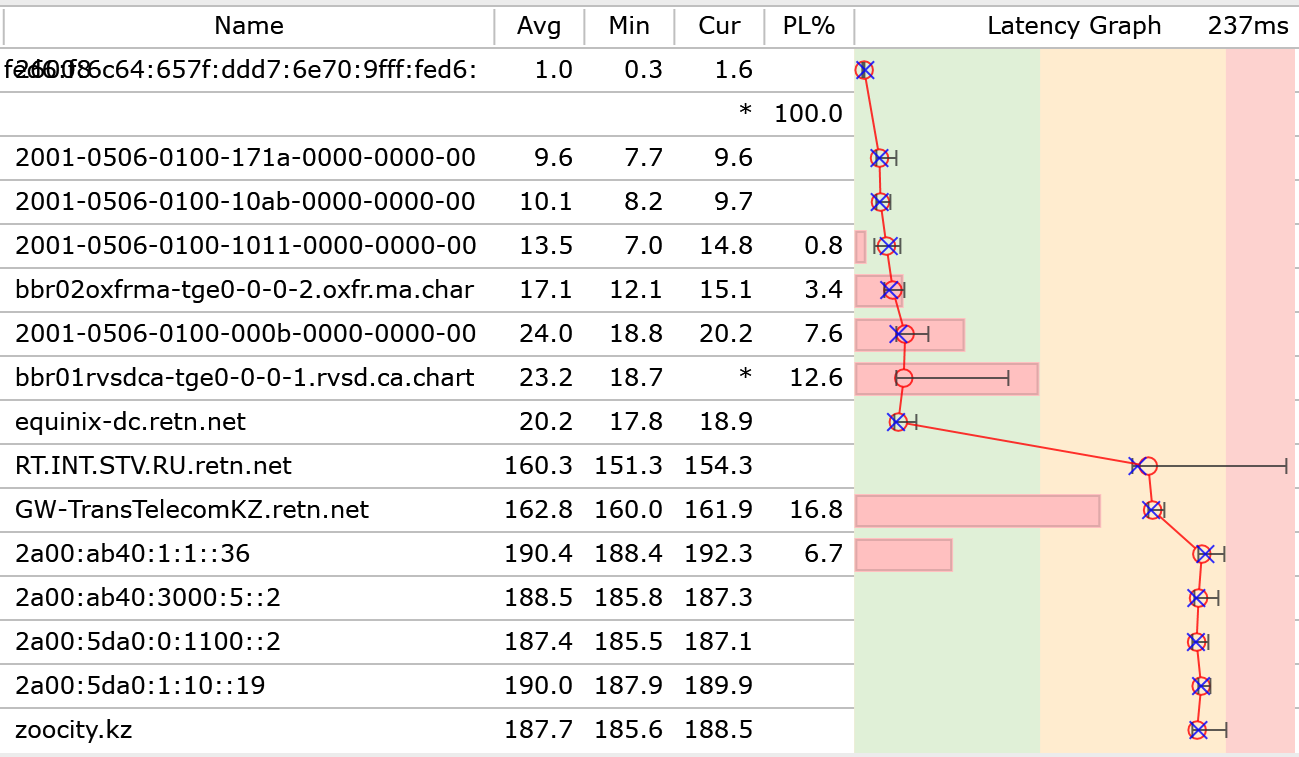 Name Avg Min Cur PL% Latency Graph 237ms
6c64:657f:ddd7:6e70:9fff:fed6: 1.0 0.3 1.6
* 100.0
2001-0506-0100-171a-0000-0000-00 9.6 7.7 9.6
2001-0506-0100-10ab-0000-0000-00 10.1 8.2 9.7
2001-0506-0100-1011-0000-0000-00 13.5 7.0 14.8 0.8
bbr02oxfrma-tge0-0-0-2.oxfr.ma.char 17.1 12.1 15.1 3.4
2001-0506-0100-000b-0000-0000-00 24.0 18.8 20.2 7.6
bbr01rvsdca-tge0-0-0-1.rvsd.ca.chart 23.2 18.7 * 12.6
equinix-dc.retn.net 20.2 17.8 18.9
RT.INT.STV.RU.retn.net 160.3 151.3 154.3
GW-TransTelecomKZ.retn.net 162.8 160.0 161.9 16.8
2a00:ab40:1:1::36 190.4 188.4 192.3 6.7
2a00:ab40:3000:5::2 188.5 185.8 187.3
2a00:5da0:0:1100::2 187.4 185.5 187.1
2a00:5da0:1:10::19 190.0 187.9 189.9
zoocity.kz 187.7 185.6 188.5